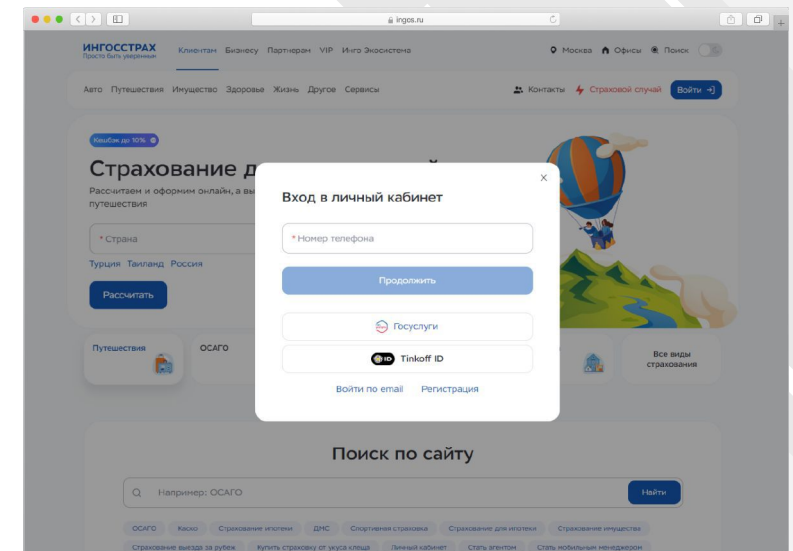 ingos.ru
ИНГОССТРАХ
Просто быть уверенным
Клиентам Бизнесу Партнерам VIP Инго Экосистема
Москва Офисы Поиск
Авто Путешествия Имущество Здоровье Жизнь Другое Сервисы
Контакты Страховой случай Войти
Кешбэк до 10%
Страхование д
Рассчитаем и оформим онлайн, а вы
путешествия
* Страна
Турция Таиланд Россия
Рассчитать
Вход в личный кабинет
x
* Номер телефона
Продолжить
Госуслуги
ID Tinkoff ID
Войти по email Регистрация
Путешествия
ОСАГО
Все виды
страхования
Поиск по сайту
Например: ОСАГО
Найти
ОСАГО Каско Страхование ипотеки ДМС Спортивная страховка Страхование для ипотеки Страхование имущества
Страхование выезда за рубеж Купить страховку от укуса клеща Личный кабинет Стать агентом Стать мобильным менеджером